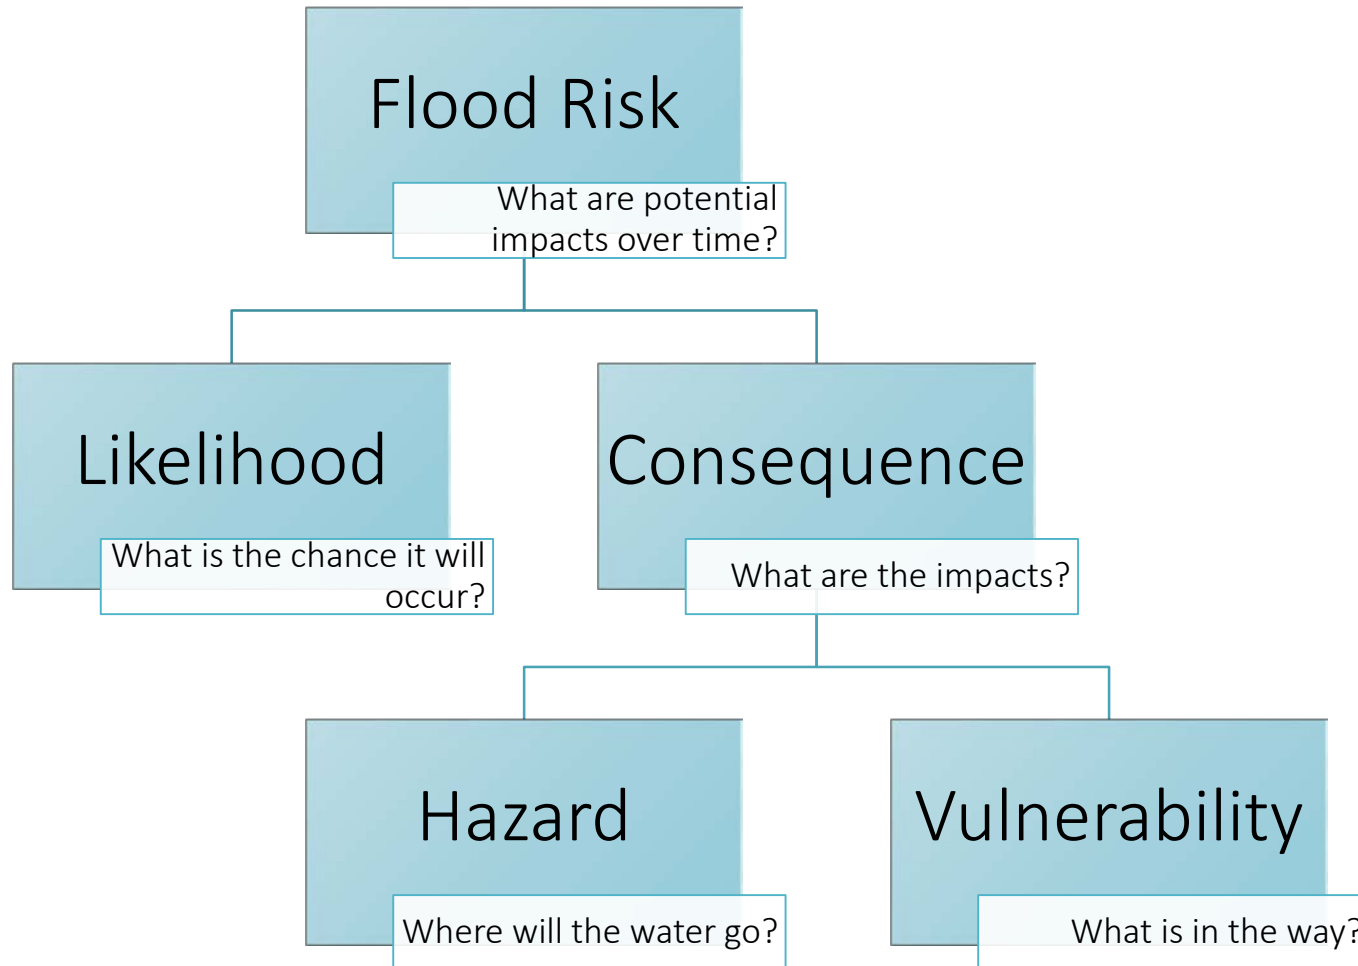 Flood Risk
What are potential
impacts over time?
Likelihood
What is the chance it will
occur?
Consequence
What are the impacts?
Hazard
Where will the water go?
Vulnerability
What is in the way?